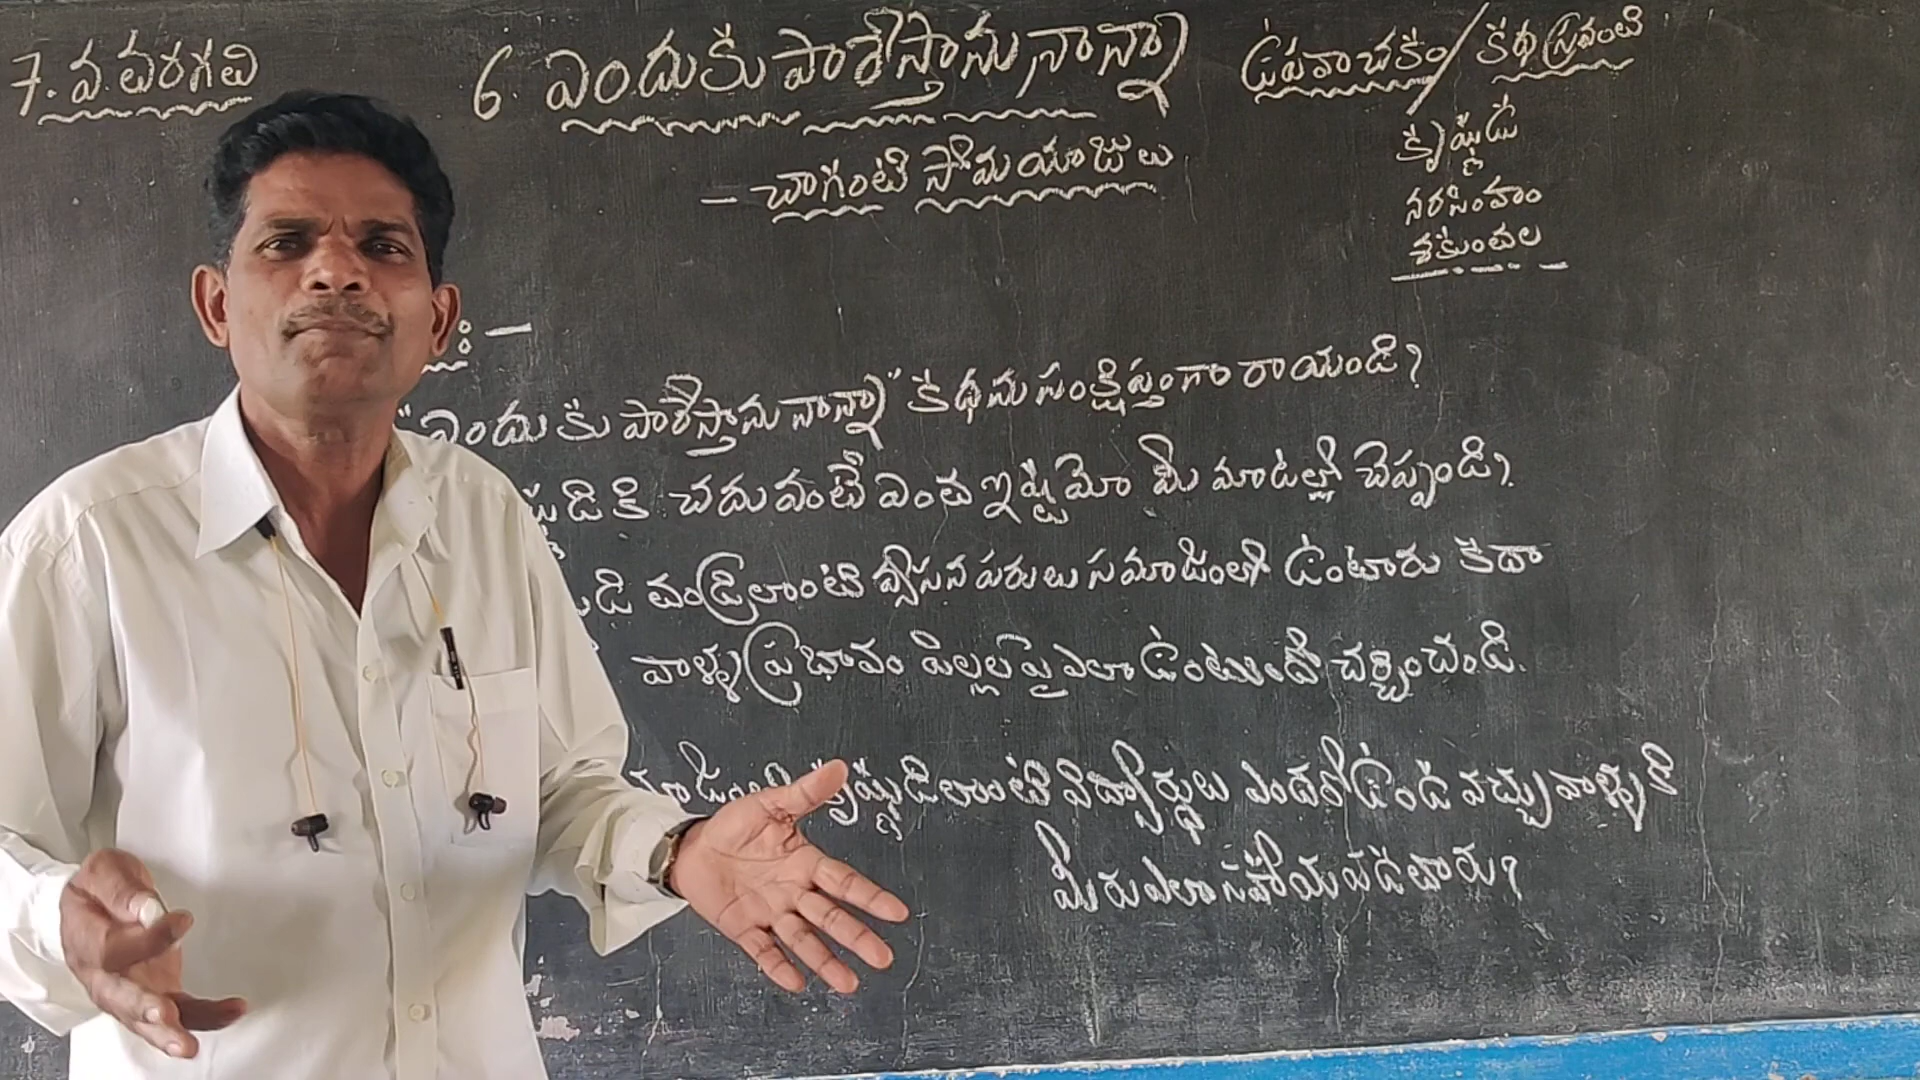 7. వ తరగతి
6. ఎందుకు పారేస్తాను నాన్నా
ఉపవాచకం/కథా స్రవంతి
- చాగంటి సోమయాజులు
కృష్ణుడు
నరసింహం
శకుంతల
"ఎందుకు పారేస్తాను నాన్నా" కథను సంక్షిప్తంగా రాయండి?
డికి చదువంటే ఎంత ఇష్టమో మీ మాటల్లో చెప్పండి?
డి తండ్రిలాంటి వ్యసనపరులు సమాజంలో ఉంటారు కదా
వాళ్ళ ప్రభావం పిల్లలపై ఎలా ఉంటుందో చర్చించండి.
కృష్ణుడిలాంటి విద్యార్థులు ఎందరో ఉండవచ్చు వాళ్ళకి
మీరు ఎలా సహాయపడతారు?